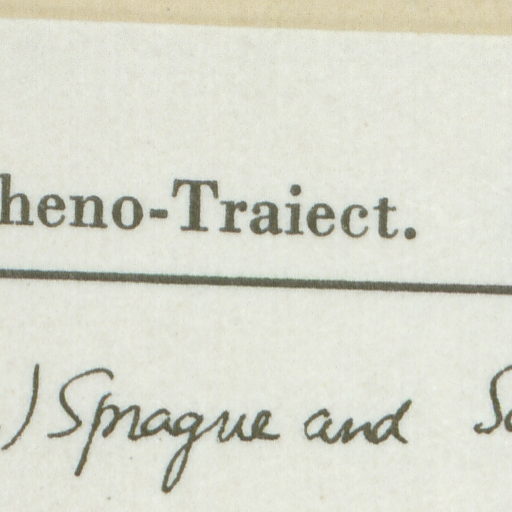 heno-Traiect.
) Sprague and